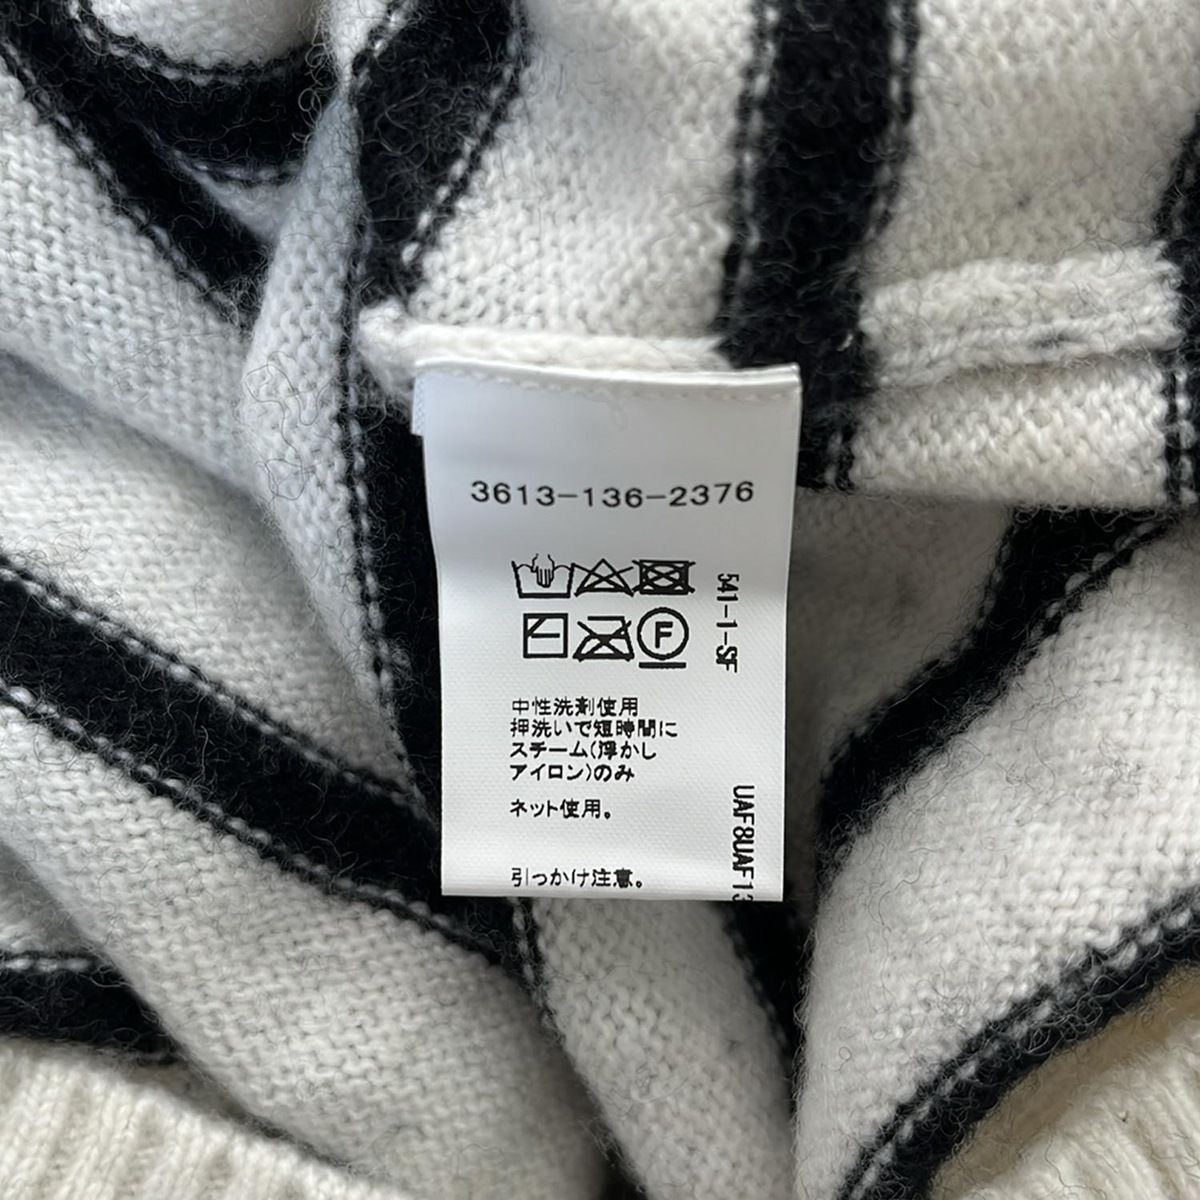 3613-136-2376
541-1-SF
F
中性洗剤使用
押洗いで短時間に
スチーム(浮かし
アイロン)のみ
ネット使用。
引っかけ注意。
UAF8UAF13